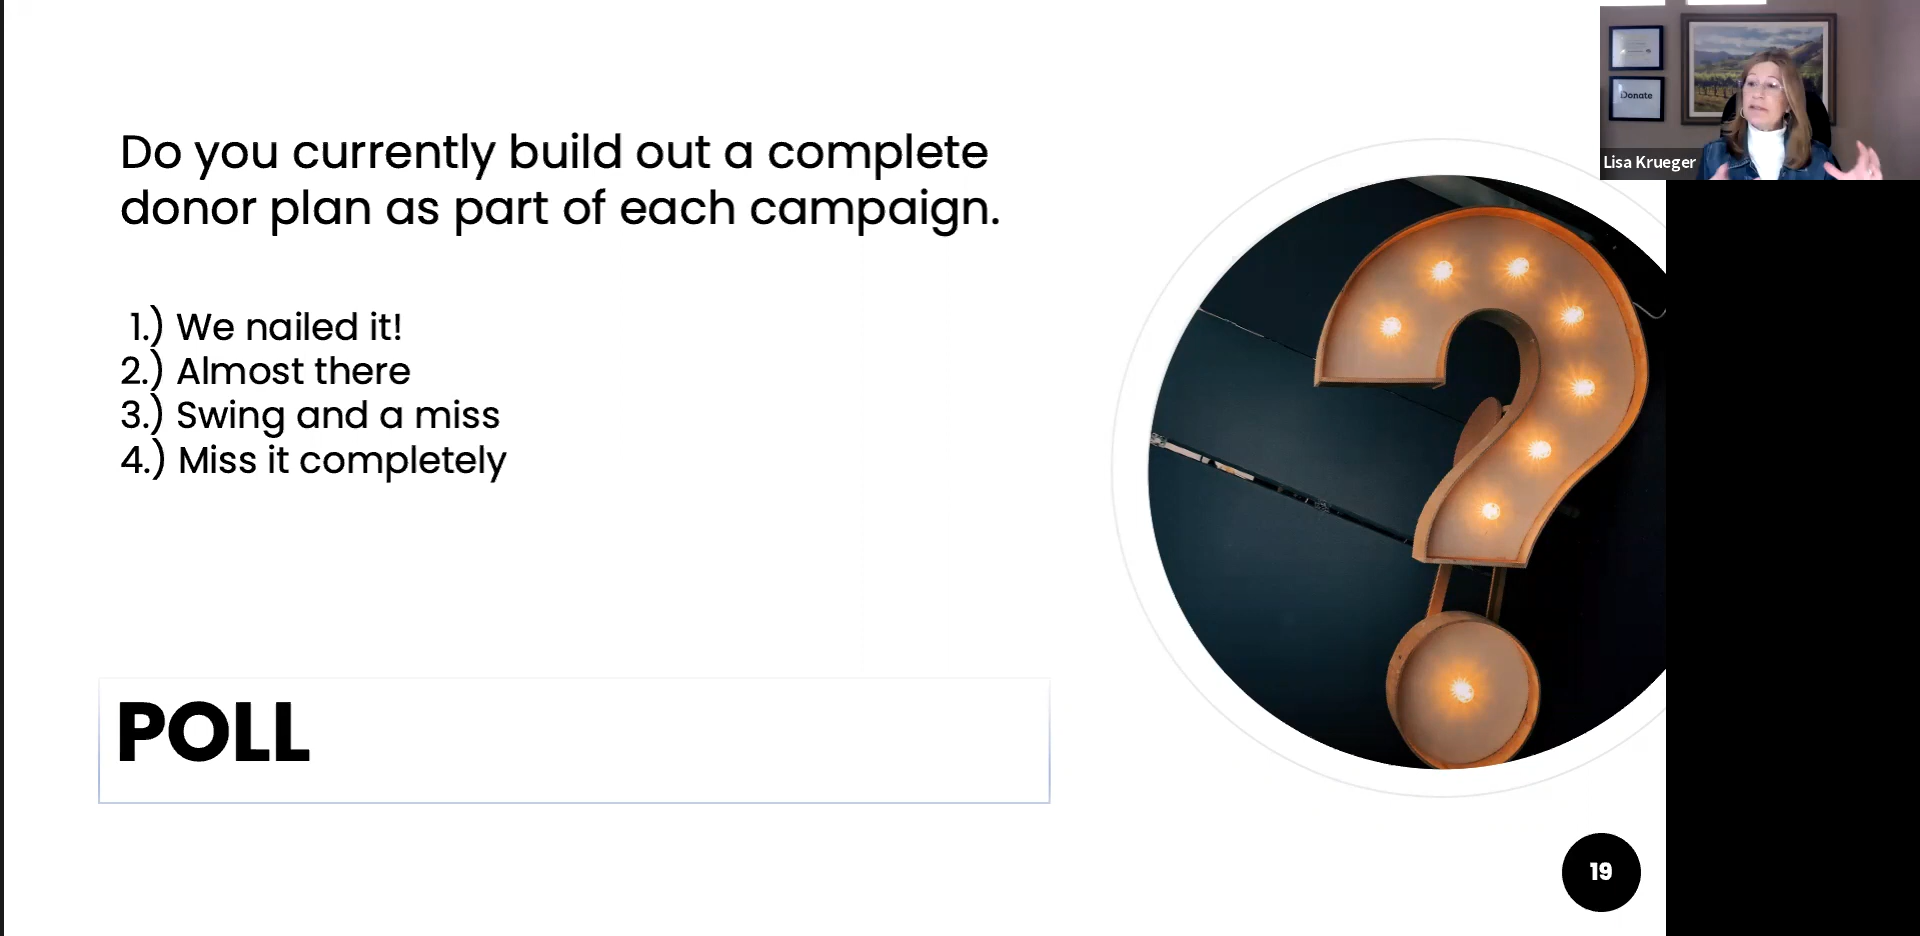 Do you currently build out a complete
donor plan as part of each campaign.
1.) We nailed it!
2.) Almost there
3.) Swing and a miss
4.) Miss it completely
POLL
19
Donate
Lisa Krueger